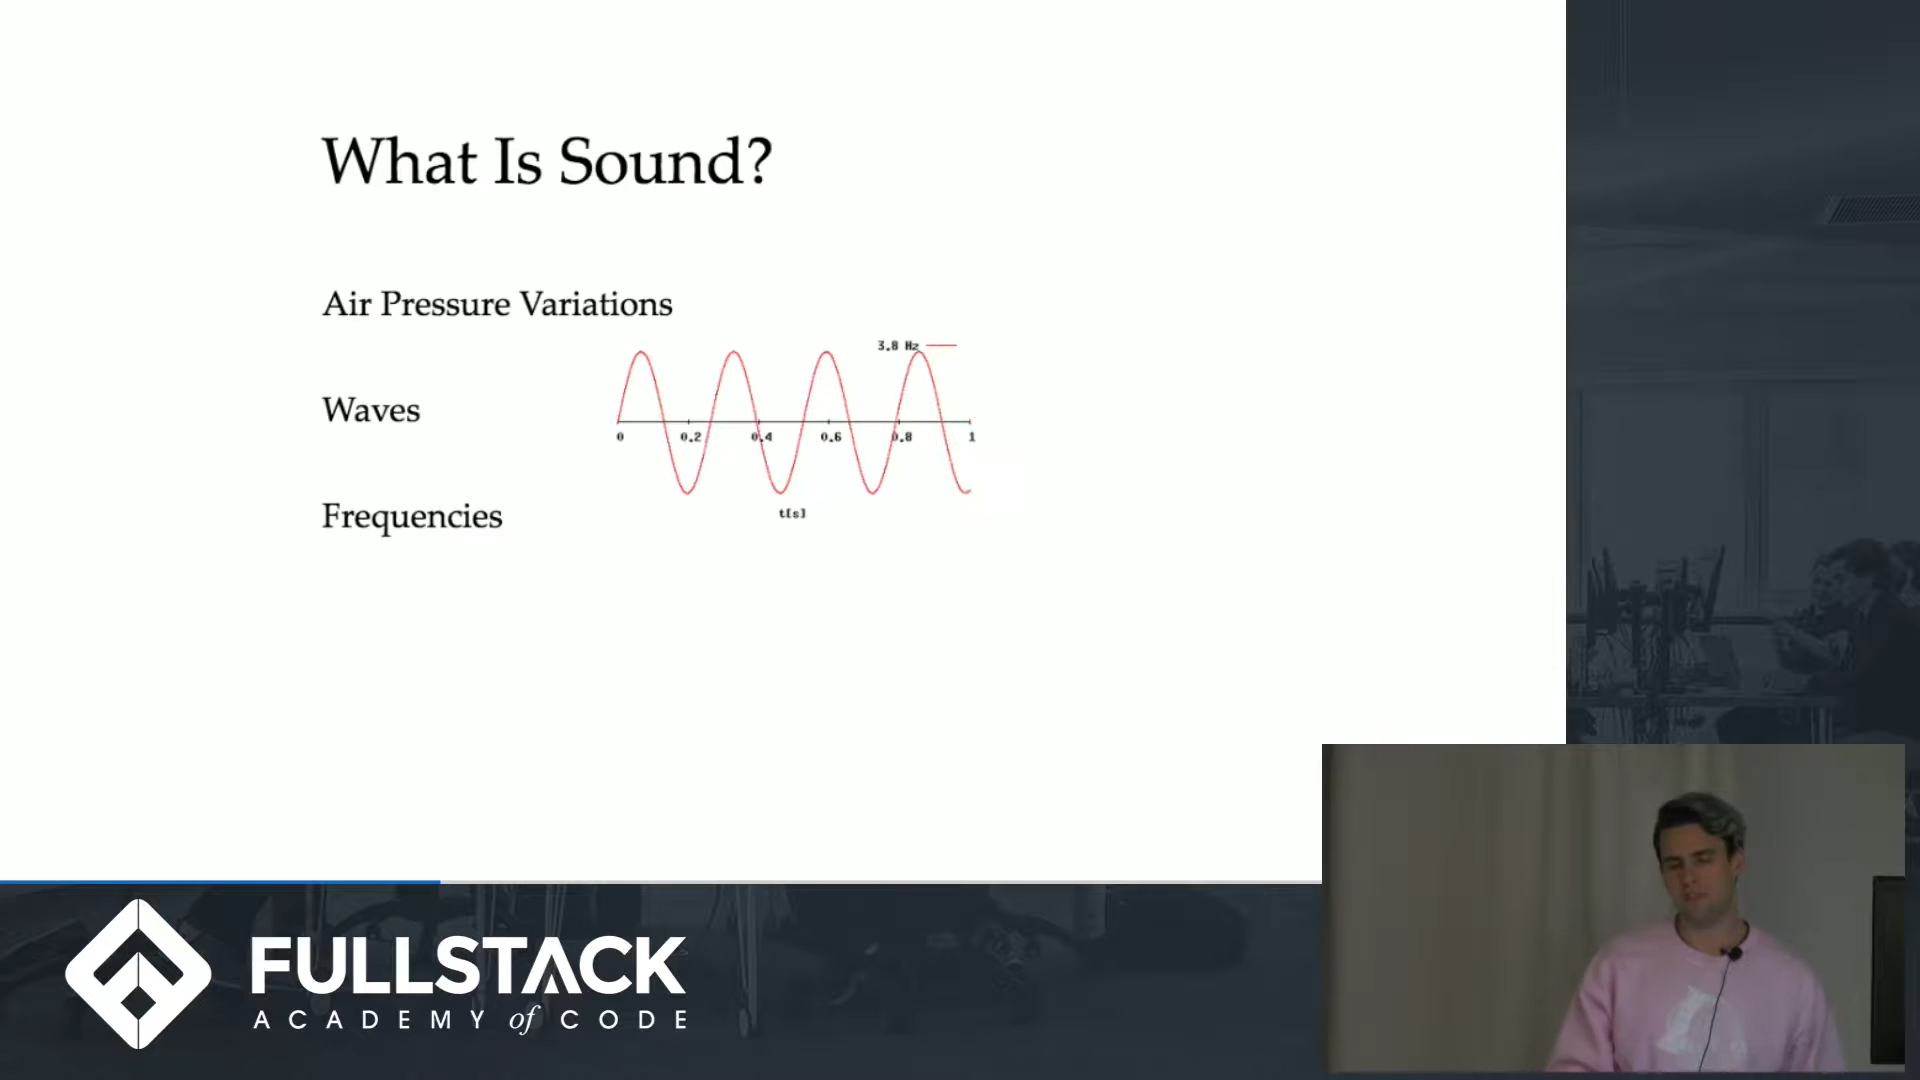 What Is Sound?
Air Pressure Variations
3.8 Hz
Waves
0 0.2 0.4 0.6 0.8 1
t[s]
Frequencies
FULLSTACK
ACADEMY of CODE